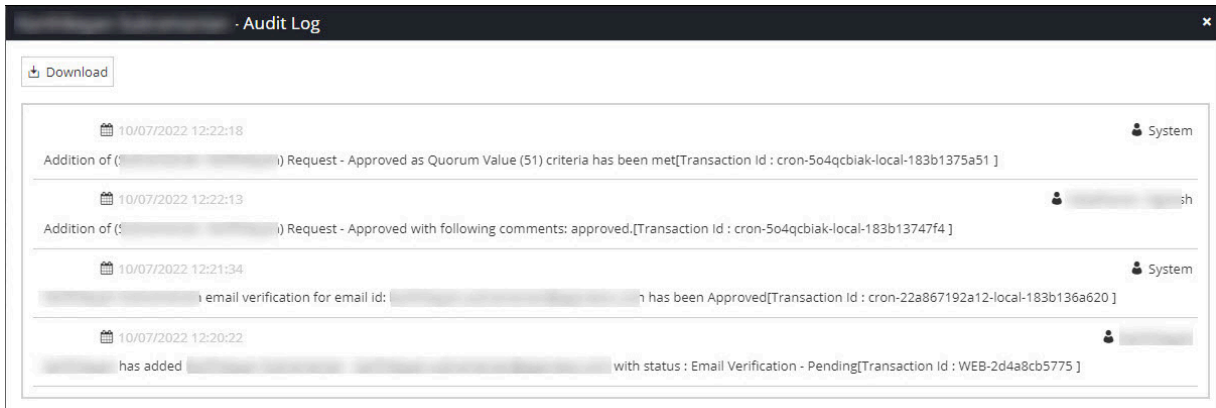 - Audit Log
×
Download
10/07/2022 12:22:18 System
Addition of ( ) Request - Approved as Quorum Value (51) criteria has been met[Transaction Id : cron-5o4qcbiak-local-183b1375a51 ]
10/07/2022 12:22:13
Addition of ( ) Request - Approved with following comments: approved.[Transaction Id : cron-5o4qcbiak-local-183b13747f4 ]
10/07/2022 12:21:34 System
email verification for email id: has been Approved[Transaction Id : cron-22a867192a12-local-183b136a620 ]
10/07/2022 12:20:22
has added with status : Email Verification - Pending[Transaction Id : WEB-2d4a8cb5775 ]